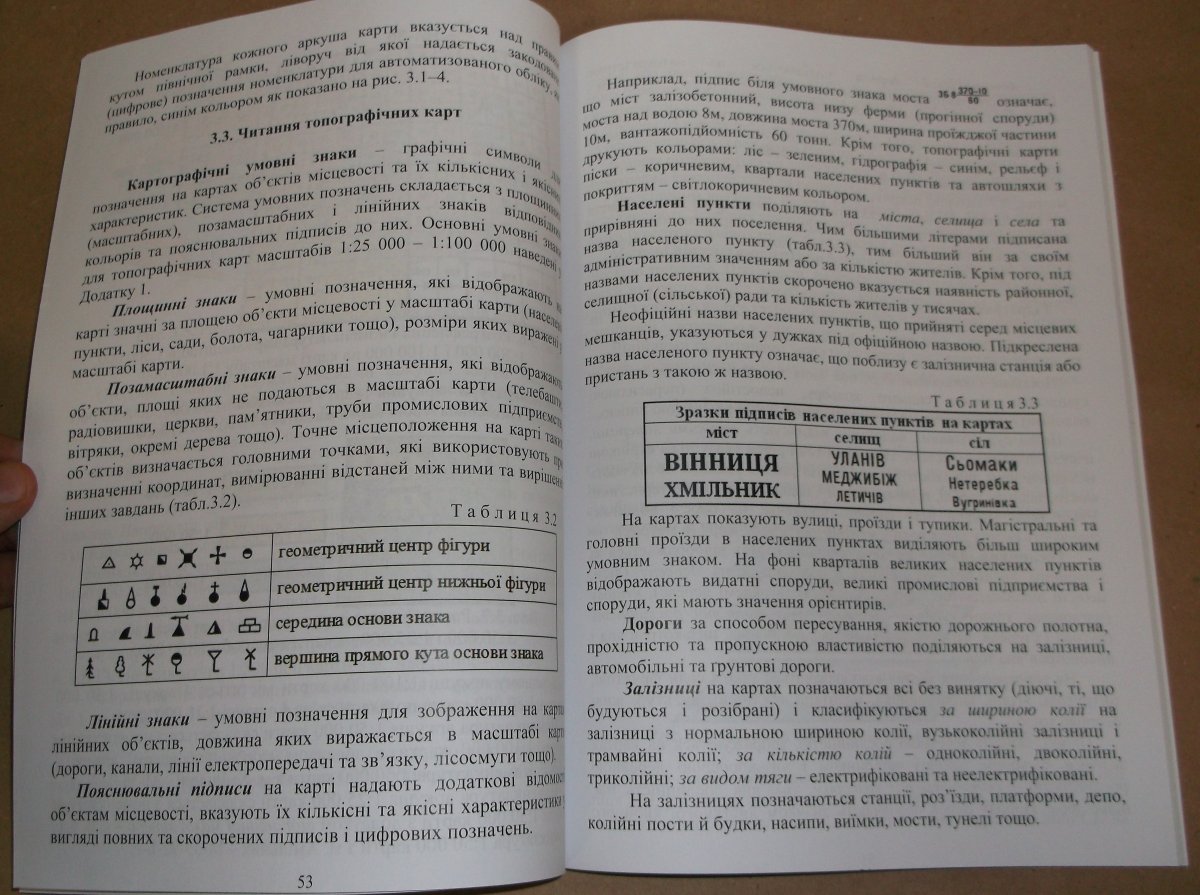 Номенклатура кожного аркуша карти вказується над
кутом північної рамки, ліворуч від якої надається
(цифрове) позначення номенклатури для автоматизованого обліку,
правило, синім кольором як показано на рис. 3.1–4.
3.3. Читання топографічних карт
Картографічні умовні знаки – графічні символи для
позначення на картах об’єктів місцевості та їх кількісних і
характеристик. Система умовних позначень складається з площинних
(масштабних), позамасштабних і лінійних знаків
кольорів та пояснювальних підписів до них. Основні умовні
для топографічних карт масштабів 1:25 000 – 1:100 000 наведені
Додатку 1.
Площинні знаки – умовні позначення, які відображають на
карті значні за площею об’єкти місцевості у масштабі карти
пункти, ліси, сади, болота, чагарники тощо), розміри яких виражені
масштабі карти.
Позамасштабні знаки – умовні позначення, які відображають
об’єкти, площі яких не подаються в масштабі карти (телебашти,
радіовишки, церкви, пам’ятники, труби промислових підприємств,
вітряки, окремі дерева тощо). Точне місцеположення на карті таких
об’єктів визначається головними точками, які використовують при
визначенні координат, вимірюванні відстаней між ними та вирішенні
інших завдань (табл.3.2).
Таблиця 3.2
геометричний центр фігури
геометричний центр нижньої фігури
середина основи знака
вершина прямого кута основи знака
Лінійні знаки – умовні позначення для зображення на карті
лінійних об’єктів, довжина яких виражається в масштабі карти
(дороги, канали, лінії електропередачі та зв’язку, лісосмуги тощо).
Пояснювальні підписи на карті надають додаткові відомості
об’єктам місцевості, вказують їх кількісні та якісні характеристики у
вигляді повних та скорочених підписів і цифрових позначень.
53
Наприклад, підпис біля умовного знака моста 370–10 / 60 означає,
що міст залізобетонний, висота низу ферми (прогінної споруди)
моста над водою 8м, довжина моста 370м, ширина проїжджої частини
10м, вантажопідйомність 60 тонн. Крім того, топографічні карти
друкують кольорами: ліс – зеленим, гідрографія – синім, рельєф і
піски – коричневим, квартали населених пунктів та автошляхи з
покриттям – світлокоричневим кольором.
Населені пункти поділяють на міста, селища і села та
прирівняні до них поселення. Чим більшими літерами підписана
назва населеного пункту (табл.3.3), тим більший він за своїм
адміністративним значенням або за кількістю жителів. Крім того, під
назвами населених пунктів скорочено вказується наявність районної,
селищної (сільської) ради та кількість жителів у тисячах.
Неофіційні назви населених пунктів, що прийняті серед місцевих
мешканців, указуються у дужках під офіційною назвою. Підкреслена
назва населеного пункту означає, що поблизу є залізнична станція або
пристань з такою ж назвою.
Таблиця 3.3
Зразки підписів населених пунктів на картах
міст селищ сіл
ВІННИЦЯ УЛАНІВ Сьомаки
ХМІЛЬНИК МЕДЖИБІЖ Нетеребка
ЛЕТИЧІВ Вугринівка
На картах показують вулиці, проїзди і тупики. Магістральні та
головні проїзди в населених пунктах виділяють більш широким
умовним знаком. На фоні кварталів великих населених пунктів
відображають видатні споруди, великі промислові підприємства і
споруди, які мають значення орієнтирів.
Дороги за способом пересування, якістю дорожнього полотна,
прохідністю та пропускною властивістю поділяються на залізниці,
автомобільні та ґрунтові дороги.
Залізниці на картах позначаються всі без винятку (діючі, ті, що
будуються і розібрані) і класифікуються за шириною колії на
залізниці з нормальною шириною колії, вузькоколійні залізниці і
трамвайні колії; за кількістю колій – одноколійні, двоколійні,
триколійні; за видом тяги – електрифіковані та неелектрифіковані.
На залізницях позначаються станції, роз’їзди, платформи, депо,
колійні пости й будки, насипи, виїмки, мости, тунелі тощо.